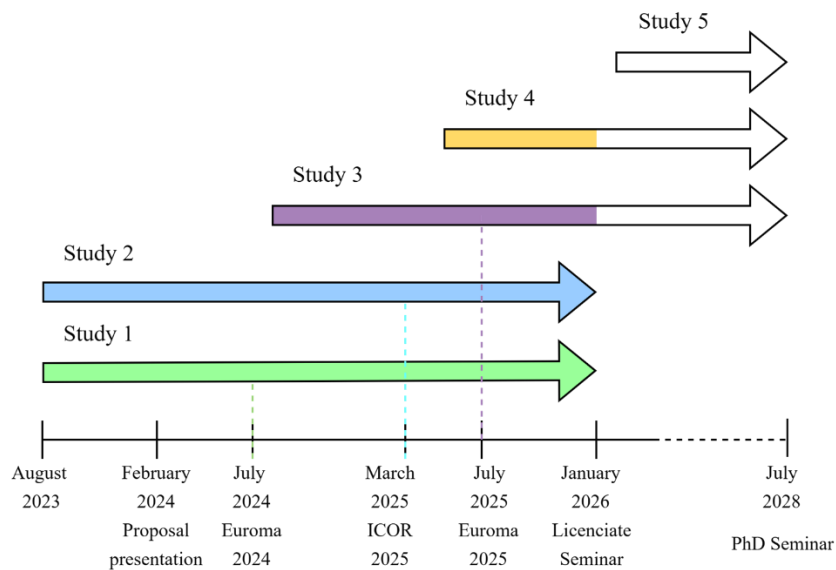 Study 5
Study 4
Study 3
Study 2
Study 1
August
2023
February
2024
Proposal
presentation
July
2024
Euroma
2024
March
2025
ICOR
2025
July
2025
Euroma
2025
January
2026
Licenciate
Seminar
July
2028
PhD Seminar